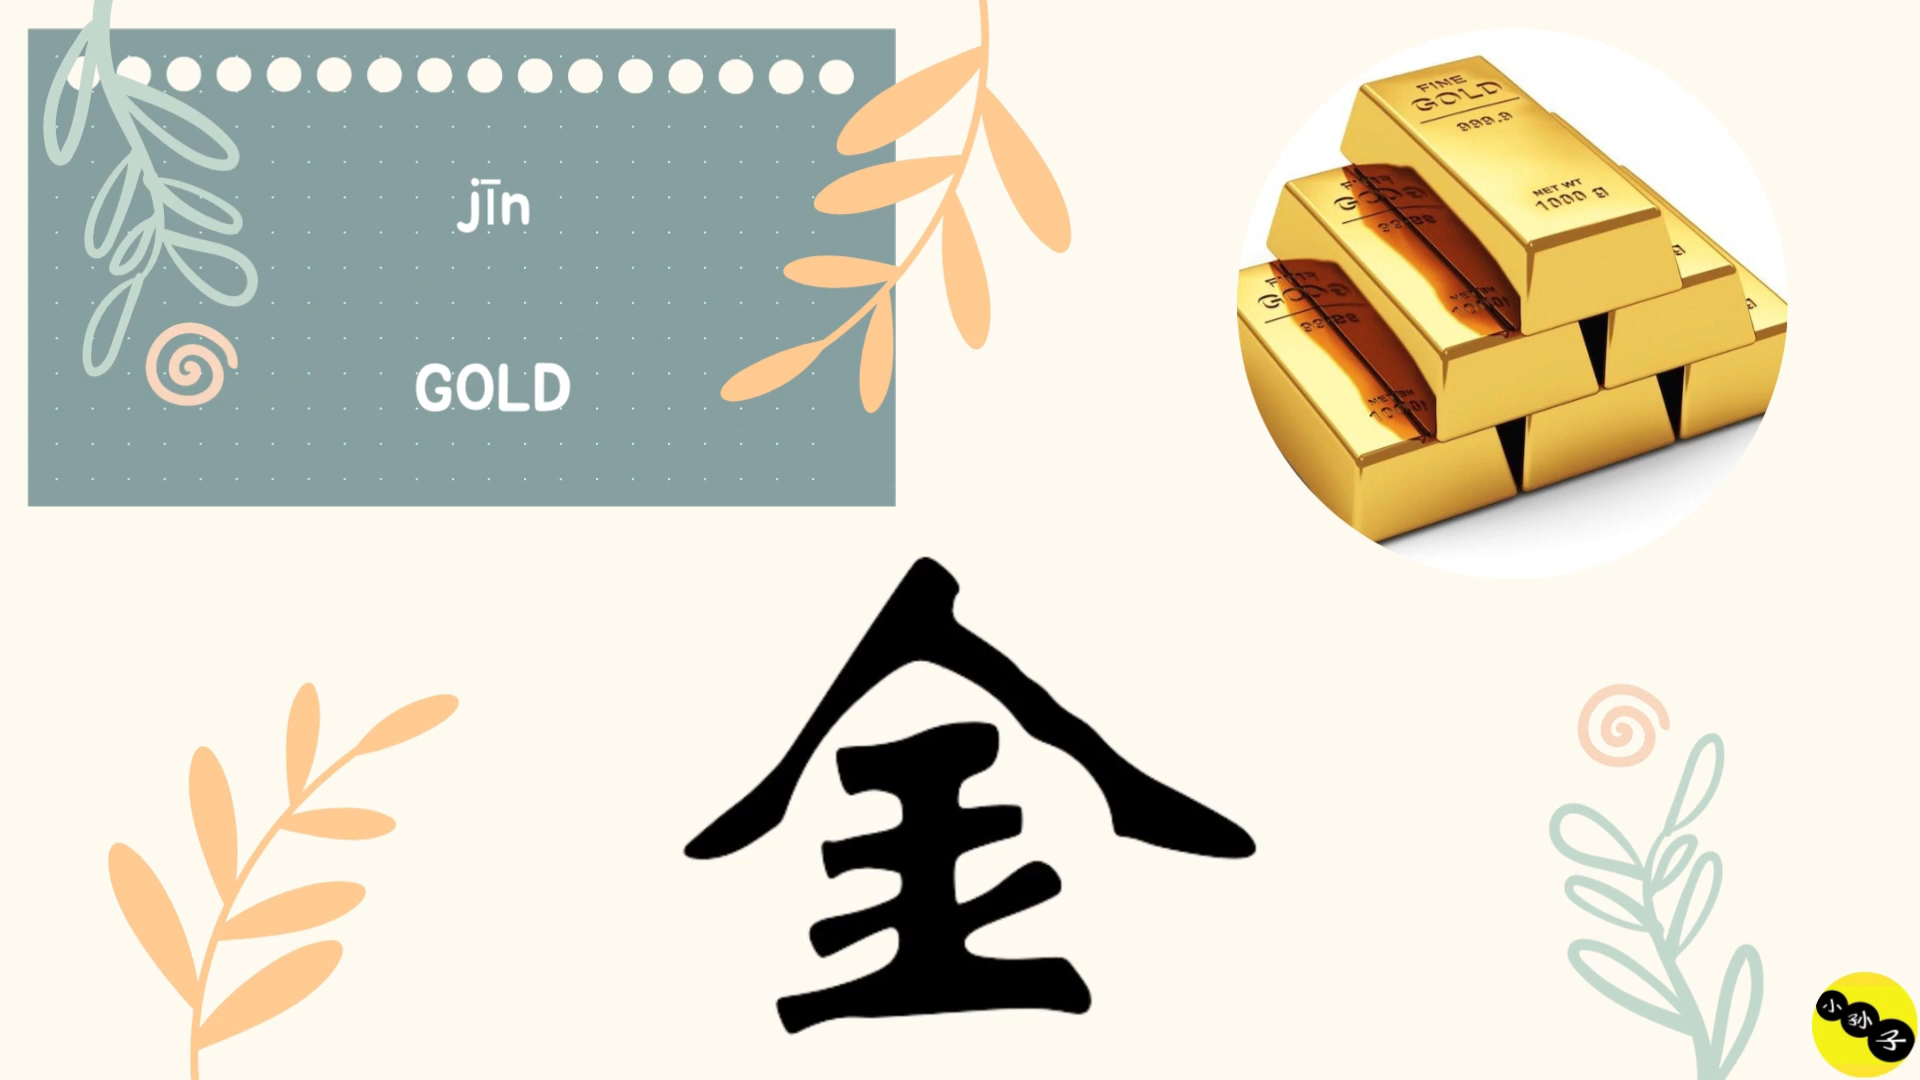 jīn
GOLD
FINE
GOLD
999.9
NET WT
1000 g
金
小
孙
子